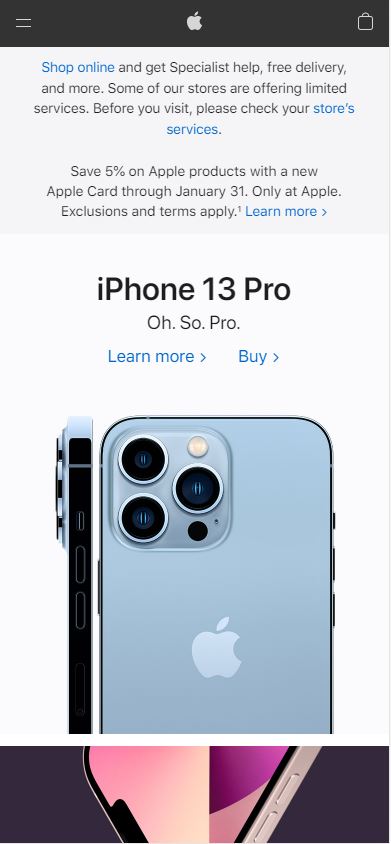 Shop online and get Specialist help, free delivery,
and more. Some of our stores are offering limited
services. Before you visit, please check your store's
services.
Save 5% on Apple products with a new
Apple Card through January 31. Only at Apple.
Exclusions and terms apply.¹ Learn more >
iPhone 13 Pro
Oh. So. Pro.
Learn more > Buy >